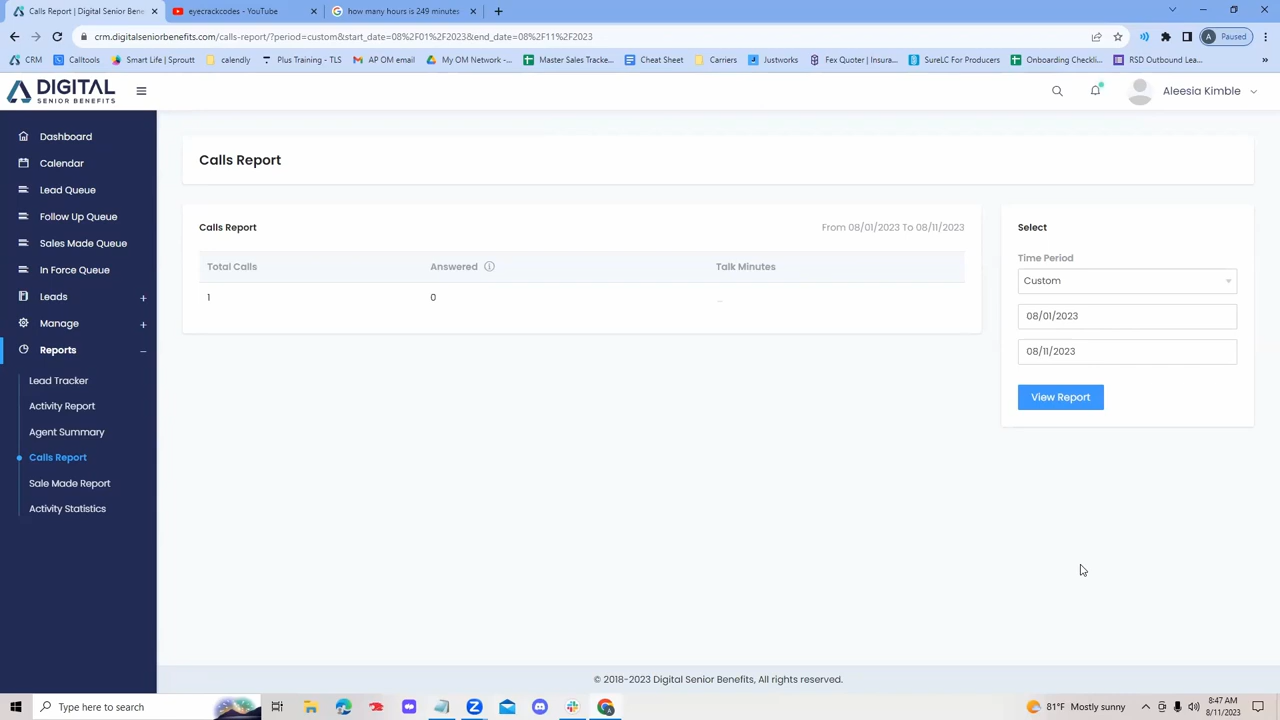 Calls Report | Digital Senior Bene
eyecrackcodes - YouTube
how many hours is 249 minutes
crm.digitalseniorbenefits.com/calls-report/?period=custom&start_date=08%2F01%2F2023&end_date=08%2F11%2F2023
A Paused
CRM
Calltools
Smart Life | Sproutt
calendly
Plus Training - TLS
AP OM email
My OM Network -...
Master Sales Tracke...
Cheat Sheet
Carriers
Justworks
Fex Quoter | Insura...
SureLC For Producers
Onboarding Checkli...
RSD Outbound Lea...
»
DIGITAL
SENIOR BENEFITS
Aleesia Kimble
Dashboard
Calendar
Lead Queue
Follow Up Queue
Sales Made Queue
In Force Queue
Leads +
Manage +
Reports –
Lead Tracker
Activity Report
Agent Summary
Calls Report
Sale Made Report
Activity Statistics
Calls Report
Calls Report From 08/01/2023 To 08/11/2023
Total Calls Answered Talk Minutes
1 0 _
Select
Time Period
Custom
08/01/2023
08/11/2023
View Report
© 2018-2023 Digital Senior Benefits, All rights reserved.
Type here to search
81°F Mostly sunny
8:47 AM
8/11/2023